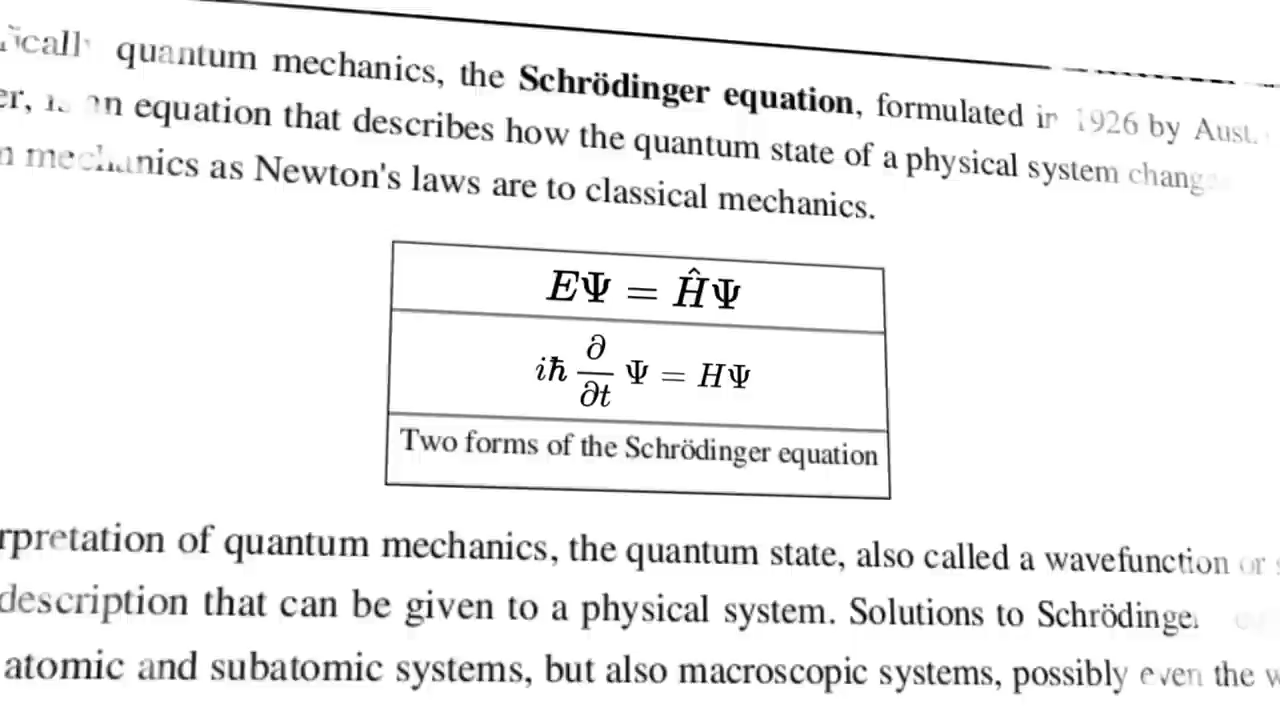 quantum mechanics, the Schrödinger equation, formulated in 1926 by
an equation that describes how the quantum state of a physical system
mechanics as Newton's laws are to classical mechanics.
EΨ = ĤΨ
iħ ∂/∂t Ψ = HΨ
Two forms of the Schrödinger equation
rpretation of quantum mechanics, the quantum state, also called a wavefunction or
description that can be given to a physical system. Solutions to
atomic and subatomic systems, but also macroscopic systems, possibly even the